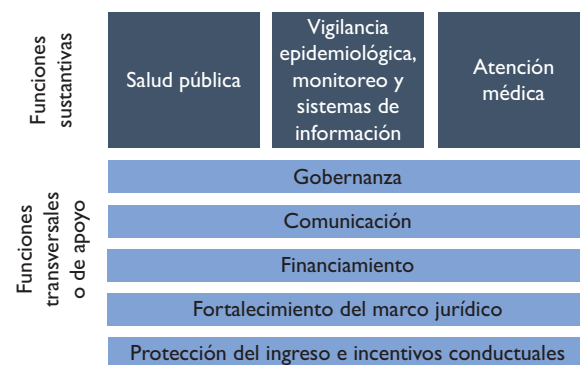 Funciones
sustantivas
Salud pública
Vigilancia
epidemiológica,
monitoreo y
sistemas de
información
Atención
médica
Funciones
transversales
o de apoyo
Gobernanza
Comunicación
Financiamiento
Fortalecimiento del marco jurídico
Protección del ingreso e incentivos conductuales